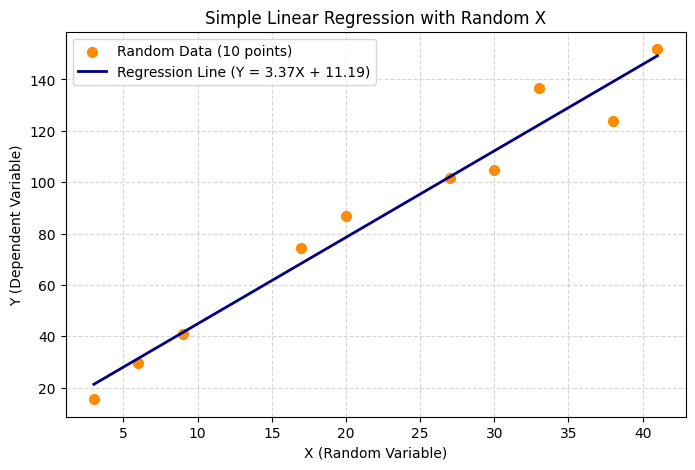 Simple Linear Regression with Random X
Random Data (10 points)
Regression Line (Y = 3.37X + 11.19)
Y (Dependent Variable)
140
120
100
80
60
40
20
5 10 15 20 25 30 35 40
X (Random Variable)